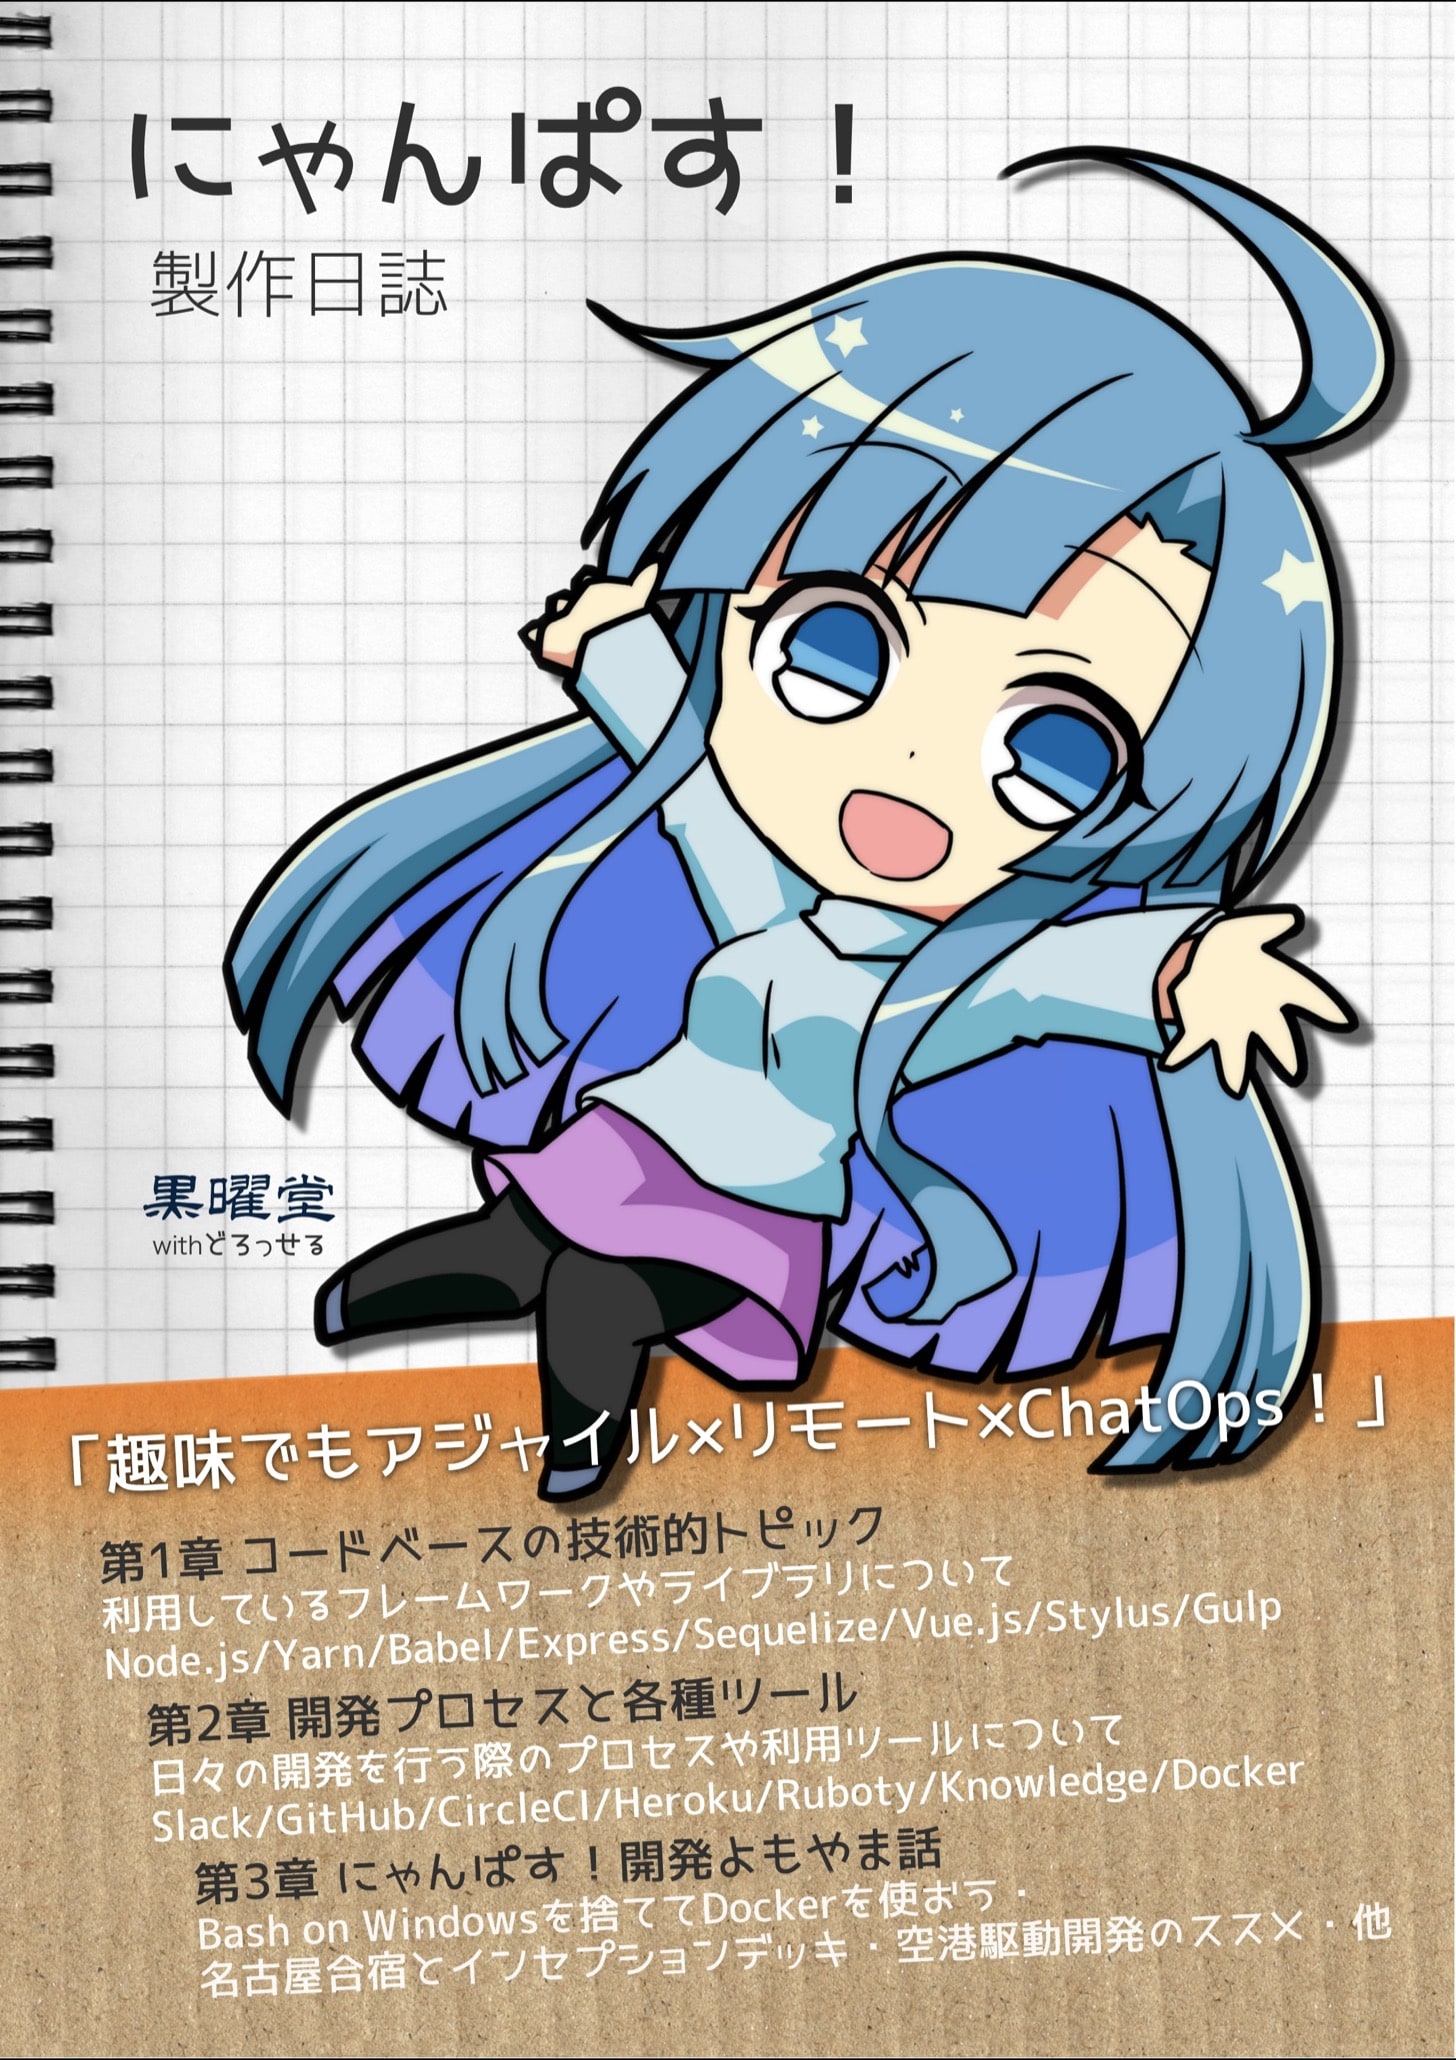 にゃんぱす！
製作日誌
黒曜堂
withどろっせる
「趣味でもアジャイル×リモート×ChatOps！」
第1章 コードベースの技術的トピック
利用しているフレームワークやライブラリについて
Node.js/Yarn/Babel/Express/Sequelize/Vue.js/Stylus/Gulp
第2章 開発プロセスと各種ツール
日々の開発を行う際のプロセスや利用ツールについて
Slack/GitHub/CircleCI/Heroku/Ruboty/Knowledge/Docker
第3章 にゃんぱす！開発よもやま話
Bash on Windowsを捨ててDockerを使おう・
名古屋合宿とインセプションデッキ・空港駆動開発のススメ・他